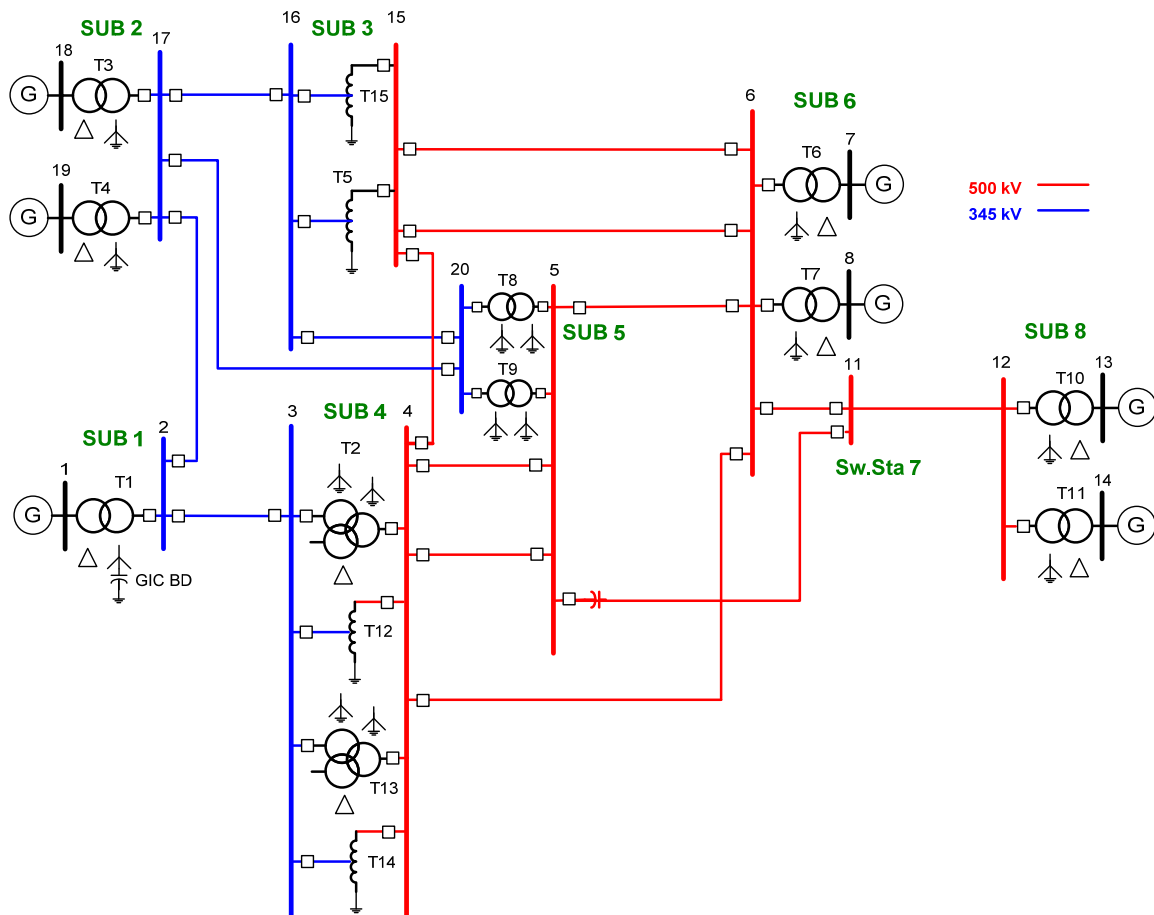 16
SUB 3
15
SUB 2
17
18
T3
G
T15
6
SUB 6
7
T6
G
19
T4
G
T5
500 kV
345 kV
20
T8
5
SUB 5
8
T7
G
T9
11
SUB 8
12
13
T10
G
3
SUB 4
4
SUB 1
2
1
T1
G
T2
Sw.Sta 7
14
T11
G
GIC BD
T12
T13
T14